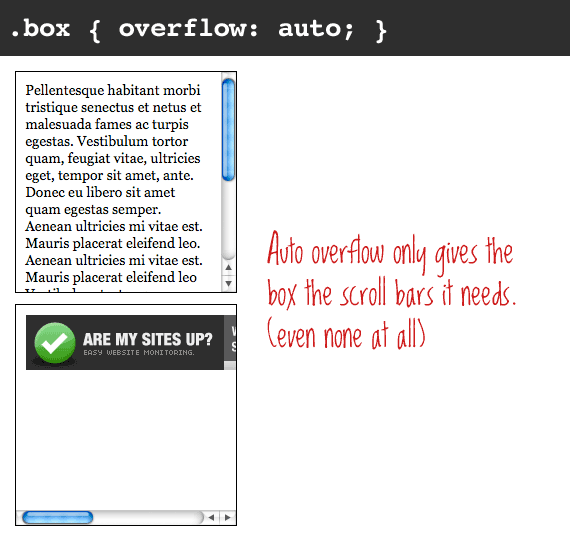 .box { overflow: auto; }
Pellentesque habitant morbi
tristique senectus et netus et
malesuada fames ac turpis
egestas. Vestibulum tortor
quam, feugiat vitae, ultricies
eget, tempor sit amet, ante.
Donec eu libero sit amet
quam egestas semper.
Aenean ultricies mi vitae est.
Mauris placerat eleifend leo.
Aenean ultricies mi vitae est.
Mauris placerat eleifend leo
Auto overflow only gives the
box the scroll bars it needs.
(even none at all)
ARE MY SITES UP?
EASY WEBSITE MONITORING.